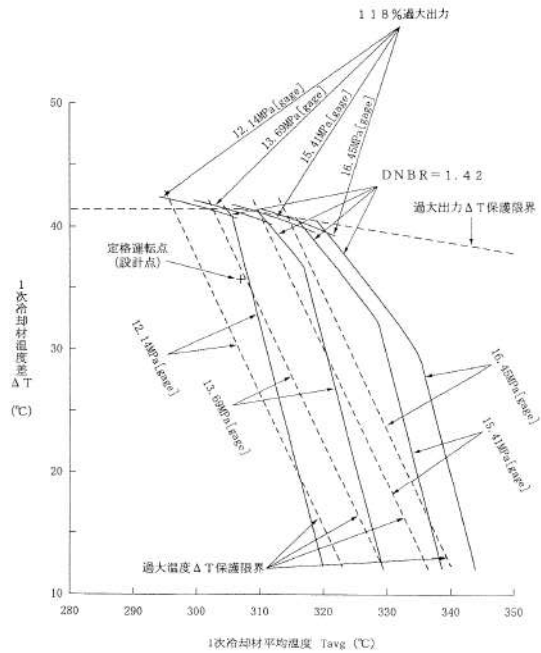 118%過大出力
12.14MPa[gage]
13.69MPa[gage]
15.41MPa[gage]
16.45MPa[gage]
DNBR=1.42
過大出力ΔT保護限界
定格運転点
(設計点)
12.14MPa[gage]
13.69MPa[gage]
16.45MPa[gage]
15.41MPa[gage]
過大温度ΔT保護限界
1次冷却材温度差ΔT
(℃)
50
40
30
20
10
280 290 300 310 320 330 340 350
1次冷却材平均温度 Tavg (℃)